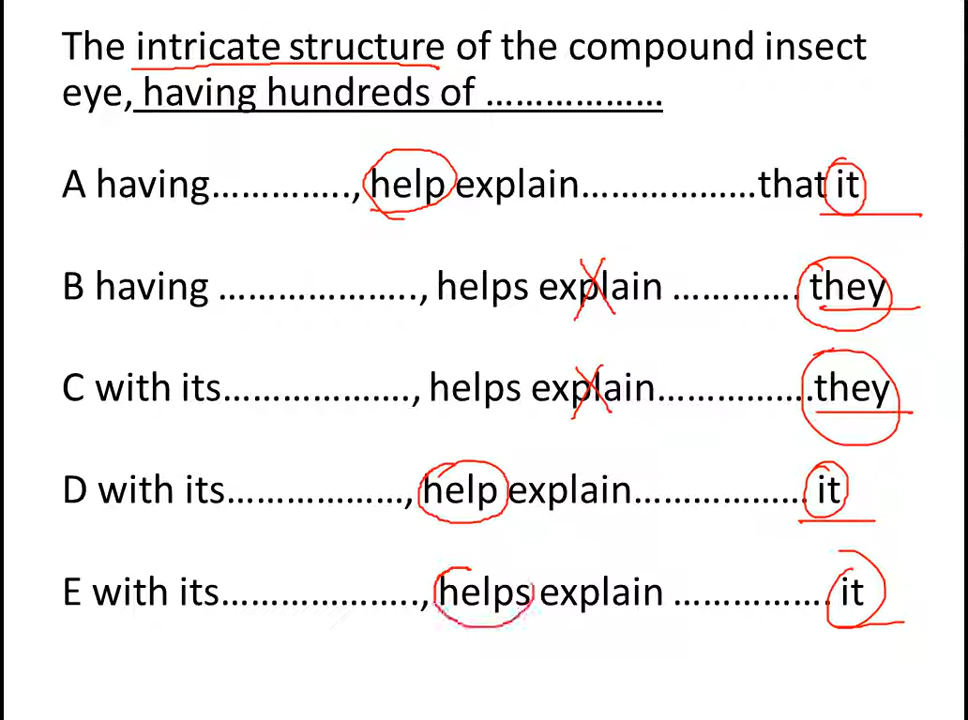 The intricate structure of the compound insect
eye, having hundreds of ………………
A having………….., help explain………………that it
B having ……………….., helps explain …………. they
C with its………………., helps explain…………….they
D with its………………, help explain………………. it
E with its……………….., helps explain ……………. it